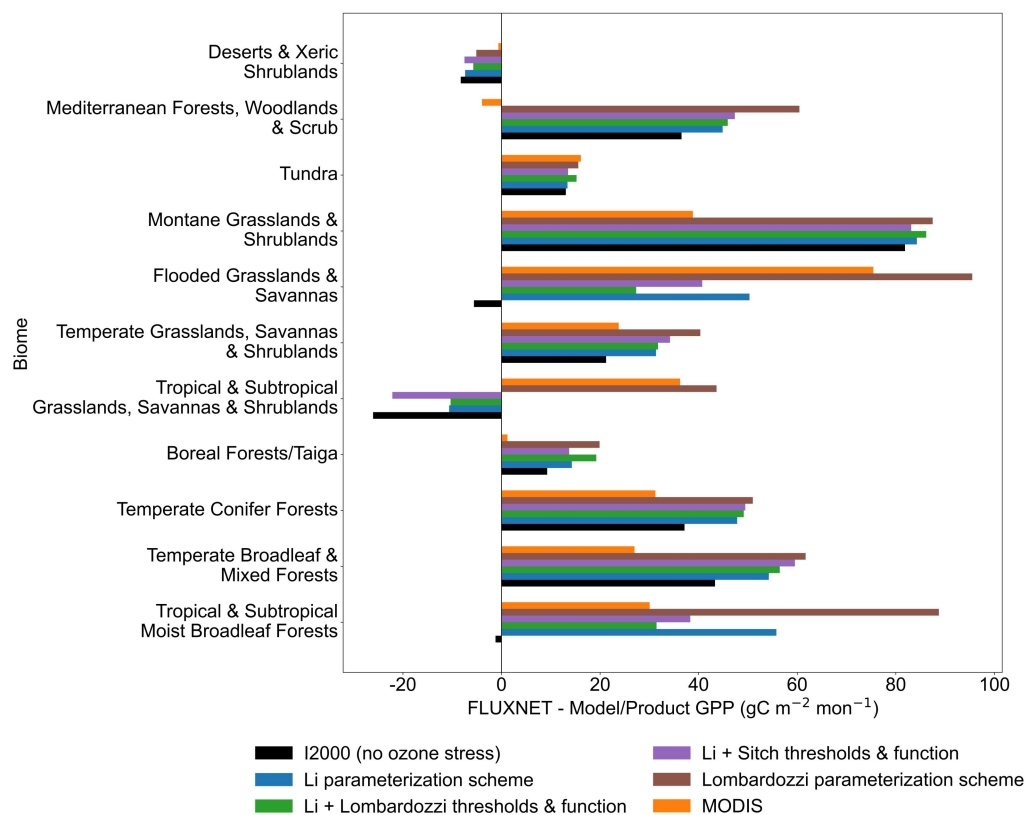 Deserts & Xeric
Shrublands
Mediterranean Forests, Woodlands
& Scrub
Tundra
Montane Grasslands &
Shrublands
Flooded Grasslands &
Savannas
Temperate Grasslands, Savannas
& Shrublands
Tropical & Subtropical
Grasslands, Savannas & Shrublands
Boreal Forests/Taiga
Temperate Conifer Forests
Temperate Broadleaf &
Mixed Forests
Tropical & Subtropical
Moist Broadleaf Forests
Biome
-20 0 20 40 60 80 100
FLUXNET - Model/Product GPP (gC m⁻² mon⁻¹)
I2000 (no ozone stress)
Li parameterization scheme
Li + Lombardozzi thresholds & function
Li + Sitch thresholds & function
Lombardozzi parameterization scheme
MODIS